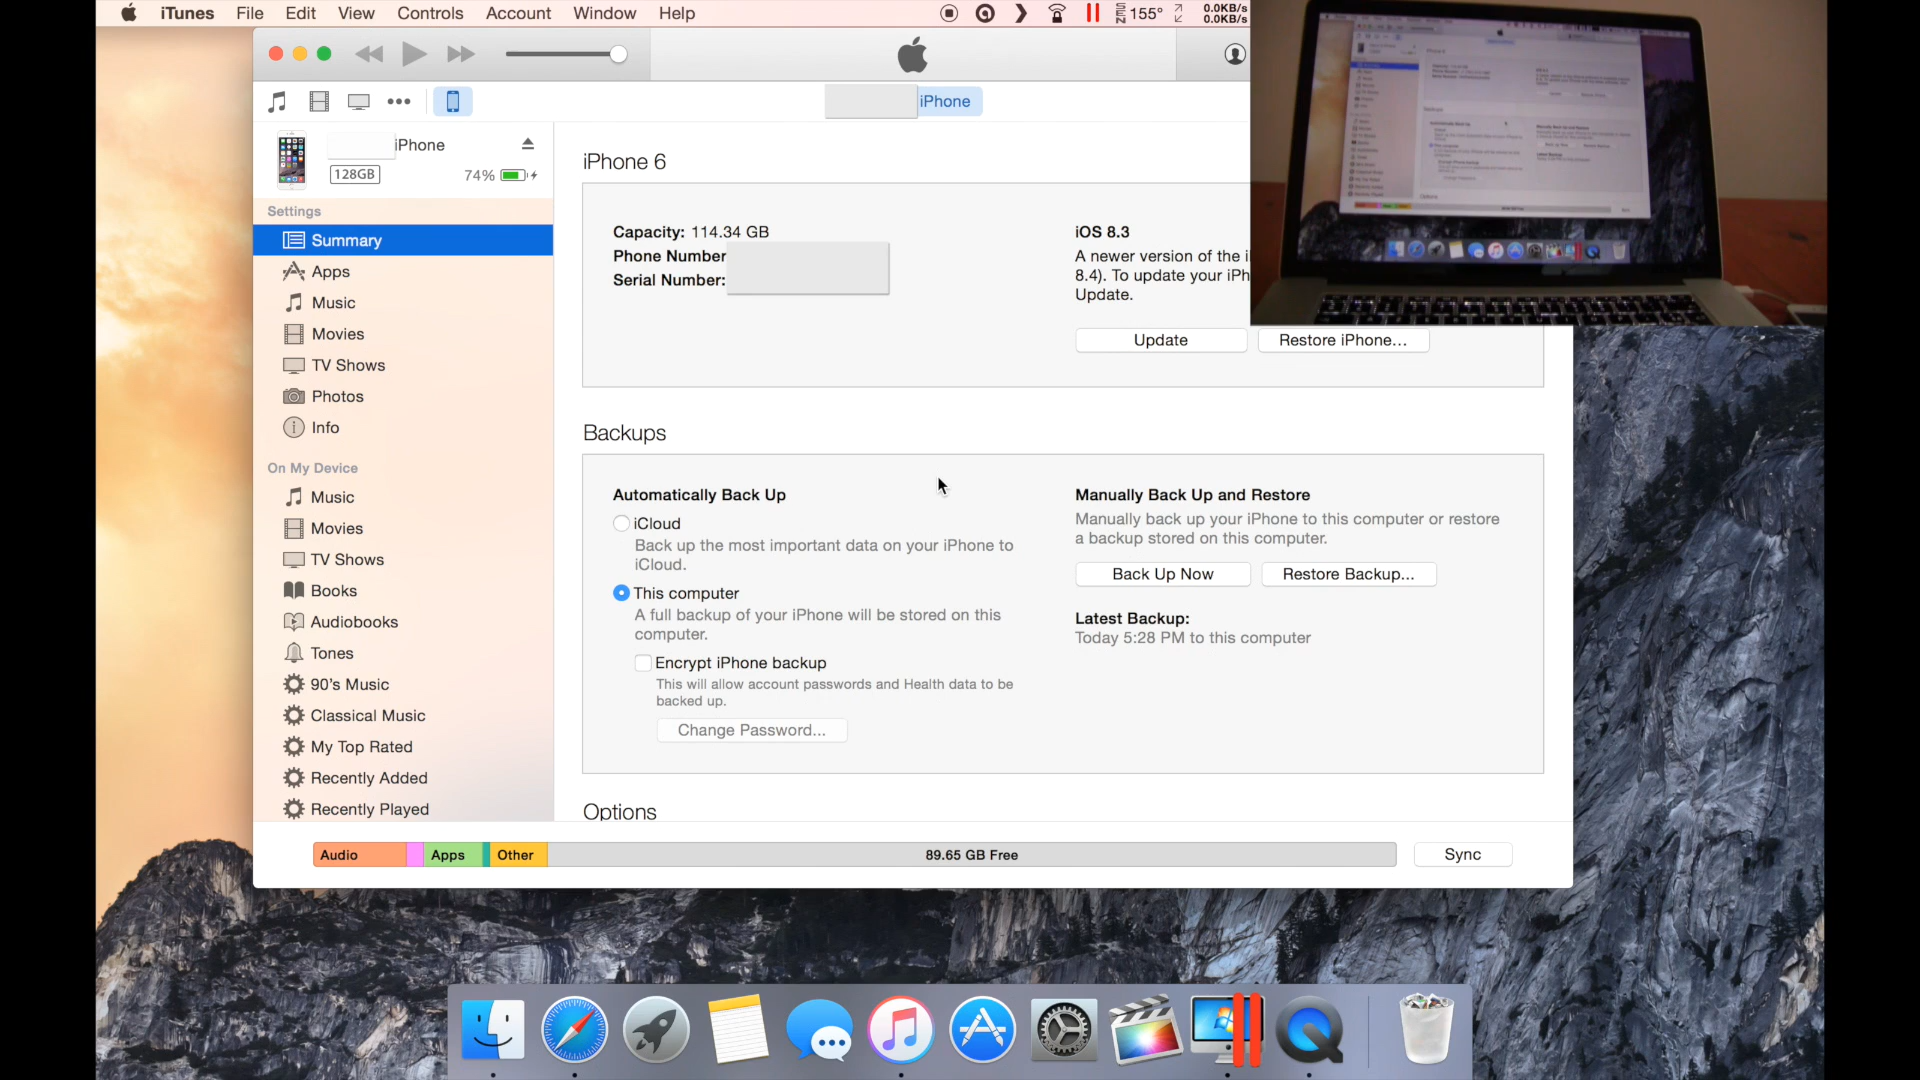 iTunes File Edit View Controls Account Window Help
SEN 155° 0.0KB/s
0.0KB/s
iPhone
iPhone
128GB 74%
Settings
Summary
Apps
Music
Movies
TV Shows
Photos
Info
On My Device
Music
Movies
TV Shows
Books
Audiobooks
Tones
90's Music
Classical Music
My Top Rated
Recently Added
Recently Played
iPhone 6
Capacity: 114.34 GB
Phone Number
Serial Number:
iOS 8.3
A newer version of the i
8.4). To update your iPh
Update.
Update Restore iPhone...
Backups
Automatically Back Up
iCloud
Back up the most important data on your iPhone to
iCloud.
This computer
A full backup of your iPhone will be stored on this
computer.
Encrypt iPhone backup
This will allow account passwords and Health data to be
backed up.
Change Password...
Manually Back Up and Restore
Manually back up your iPhone to this computer or restore
a backup stored on this computer.
Back Up Now Restore Backup...
Latest Backup:
Today 5:28 PM to this computer
Options
Audio Apps Other 89.65 GB Free Sync